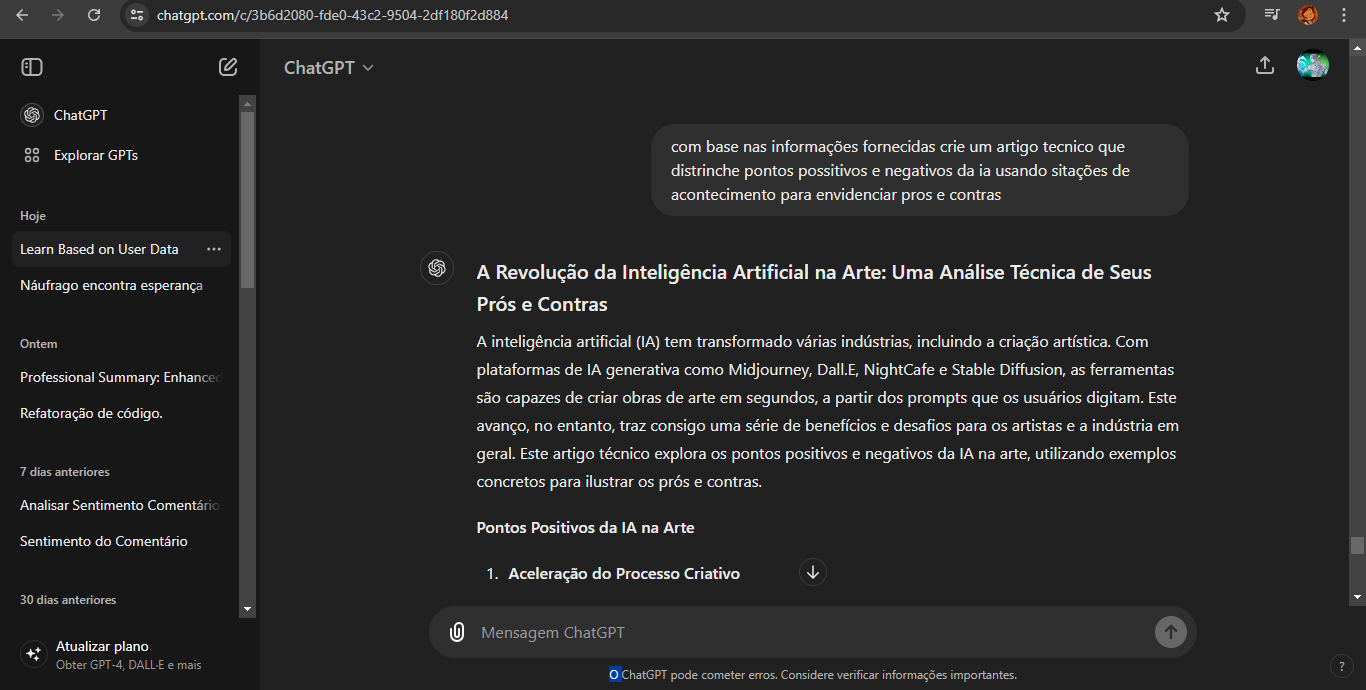 chatgpt.com/c/3b6d2080-fde0-43c2-9504-2df180f2d884
ChatGPT
Explorar GPTs
Hoje
Learn Based on User Data
Náufrago encontra esperança
Ontem
Professional Summary: Enhanced
Refatoração de código.
7 dias anteriores
Analisar Sentimento Comentário
Sentimento do Comentário
30 dias anteriores
Atualizar plano
Obter GPT-4, DALL·E e mais
ChatGPT
com base nas informações fornecidas crie um artigo tecnico que
distrinche pontos possitivos e negativos da ia usando sitações de
acontecimento para envidenciar pros e contras
A Revolução da Inteligência Artificial na Arte: Uma Análise Técnica de Seus
Prós e Contras
A inteligência artificial (IA) tem transformado várias indústrias, incluindo a criação artística. Com
plataformas de IA generativa como Midjourney, Dall.E, NightCafe e Stable Diffusion, as ferramentas
são capazes de criar obras de arte em segundos, a partir dos prompts que os usuários digitam. Este
avanço, no entanto, traz consigo uma série de benefícios e desafios para os artistas e a indústria em
geral. Este artigo técnico explora os pontos positivos e negativos da IA na arte, utilizando exemplos
concretos para ilustrar os prós e contras.
Pontos Positivos da IA na Arte
1. Aceleração do Processo Criativo
Mensagem ChatGPT
O ChatGPT pode cometer erros. Considere verificar informações importantes.
?